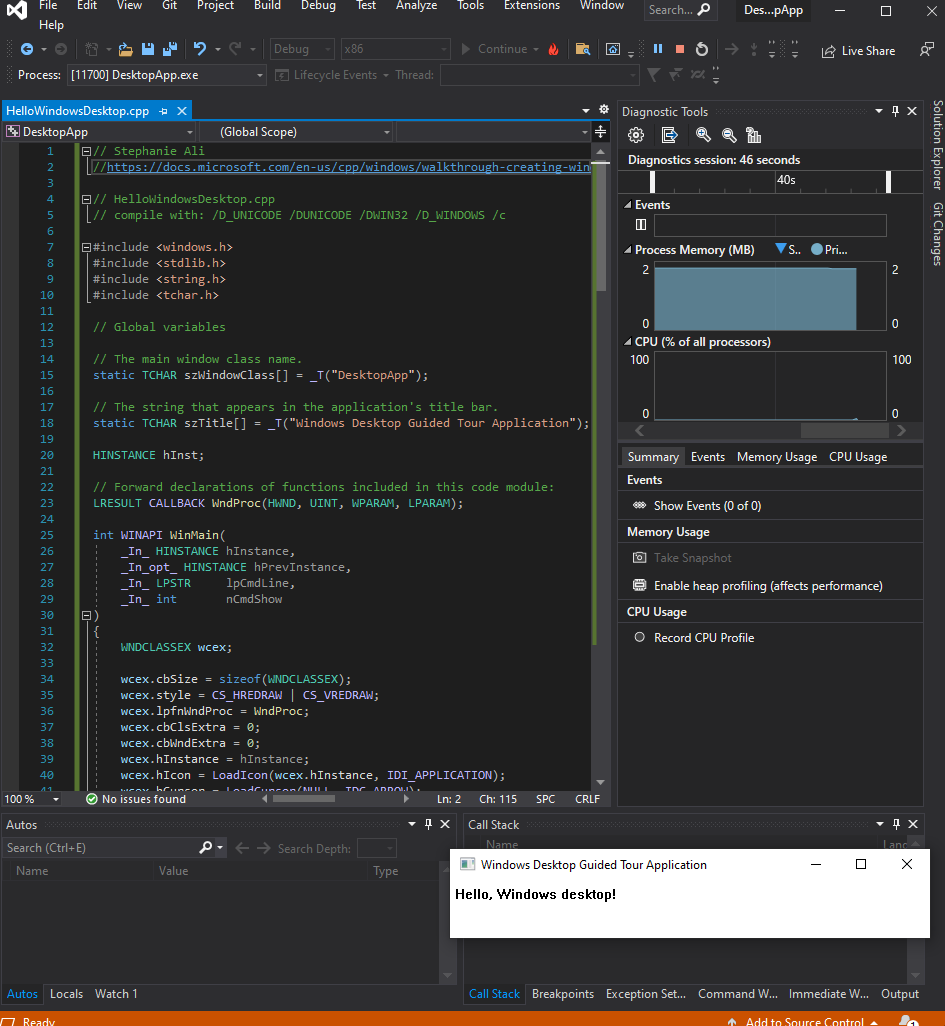 File Edit View Git Project Build Debug Test Analyze Tools Extensions Window Search... Des...pApp
Help
Debug x86 Continue Live Share
Process: [11700] DesktopApp.exe Lifecycle Events Thread:
HelloWindowsDesktop.cpp
DesktopApp (Global Scope)
1 // Stephanie Ali
2 //https://docs.microsoft.com/en-us/cpp/windows/walkthrough-creating-win
3
4 // HelloWindowsDesktop.cpp
5 // compile with: /D_UNICODE /DUNICODE /DWIN32 /D_WINDOWS /c
6
7 #include <windows.h>
8 #include <stdlib.h>
9 #include <string.h>
10 #include <tchar.h>
11
12 // Global variables
13
14 // The main window class name.
15 static TCHAR szWindowClass[] = _T("DesktopApp");
16
17 // The string that appears in the application's title bar.
18 static TCHAR szTitle[] = _T("Windows Desktop Guided Tour Application");
19
20 HINSTANCE hInst;
21
22 // Forward declarations of functions included in this code module:
23 LRESULT CALLBACK WndProc(HWND, UINT, WPARAM, LPARAM);
24
25 int WINAPI WinMain(
26 _In_ HINSTANCE hInstance,
27 _In_opt_ HINSTANCE hPrevInstance,
28 _In_ LPSTR lpCmdLine,
29 _In_ int nCmdShow
30 )
31 {
32 WNDCLASSEX wcex;
33
34 wcex.cbSize = sizeof(WNDCLASSEX);
35 wcex.style = CS_HREDRAW | CS_VREDRAW;
36 wcex.lpfnWndProc = WndProc;
37 wcex.cbClsExtra = 0;
38 wcex.cbWndExtra = 0;
39 wcex.hInstance = hInstance;
40 wcex.hIcon = LoadIcon(wcex.hInstance, IDI_APPLICATION);
41 wcex.hCursor = LoadCursor(NULL, IDC_ARROW);
100 % No issues found Ln: 2 Ch: 115 SPC CRLF
Diagnostic Tools
Diagnostics session: 46 seconds
40s
Events
Process Memory (MB) S.. Pri...
2 2
0 0
CPU (% of all processors)
100 100
0 0
Summary Events Memory Usage CPU Usage
Events
Show Events (0 of 0)
Memory Usage
Take Snapshot
Enable heap profiling (affects performance)
CPU Usage
Record CPU Profile
Solution Explorer
Git Changes
Autos
Search (Ctrl+E) Search Depth:
Name Value Type
Autos Locals Watch 1
Call Stack
Name Lang
Windows Desktop Guided Tour Application
Hello, Windows desktop!
Call Stack Breakpoints Exception Set... Command W... Immediate W... Output
Ready Add to Source Control 1